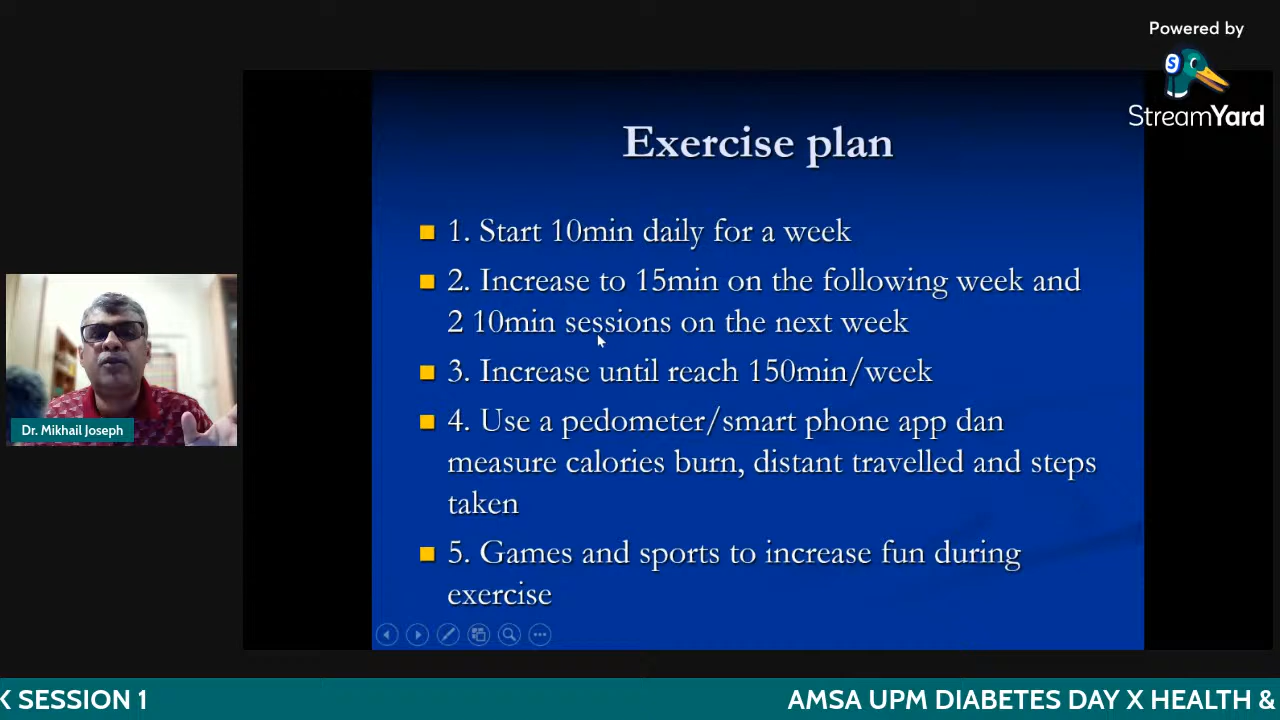 Powered by
S
StreamYard
Exercise plan
1. Start 10min daily for a week
2. Increase to 15min on the following week and
2 10min sessions on the next week
3. Increase until reach 150min/week
4. Use a pedometer/smart phone app dan
measure calories burn, distant travelled and steps
taken
5. Games and sports to increase fun during
exercise
Dr. Mikhail Joseph
K SESSION 1
AMSA UPM DIABETES DAY X HEALTH &